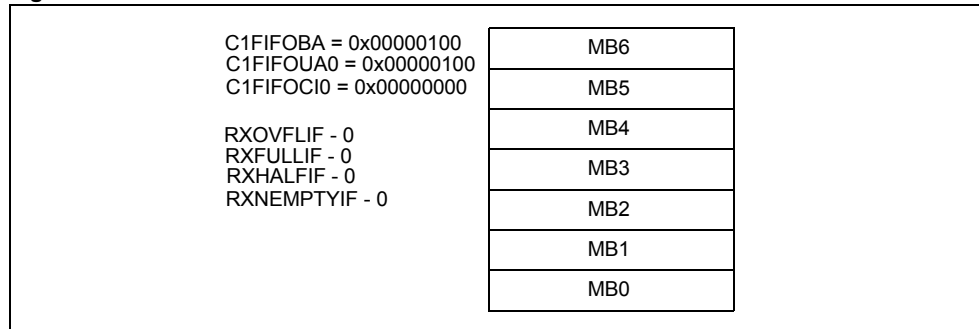 C1FIFOBA = 0x00000100
C1FIFOUA0 = 0x00000100
C1FIFOCI0 = 0x00000000
RXOVFLIF - 0
RXFULLIF - 0
RXHALFIF - 0
RXNEMPTYIF - 0
MB6
MB5
MB4
MB3
MB2
MB1
MB0